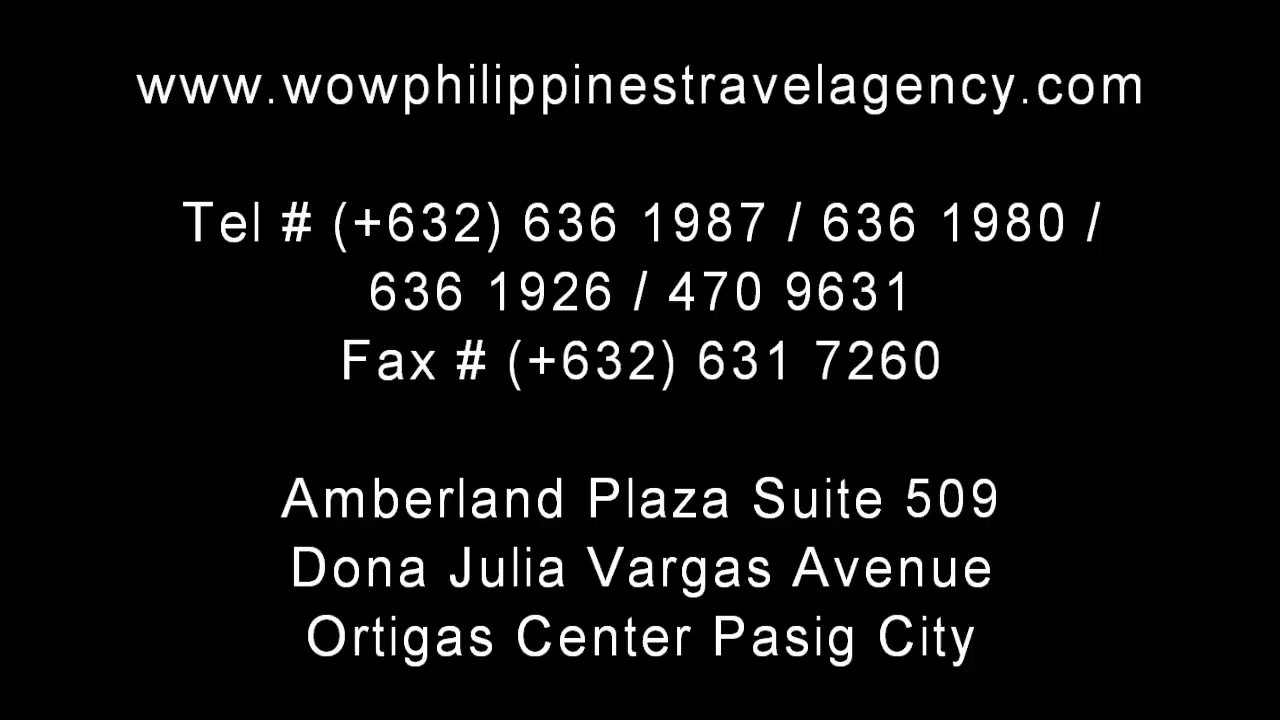 www.wowphilippinestravelagency.com
Tel # (+632) 636 1987 / 636 1980 /
636 1926 / 470 9631
Fax # (+632) 631 7260
Amberland Plaza Suite 509
Dona Julia Vargas Avenue
Ortigas Center Pasig City